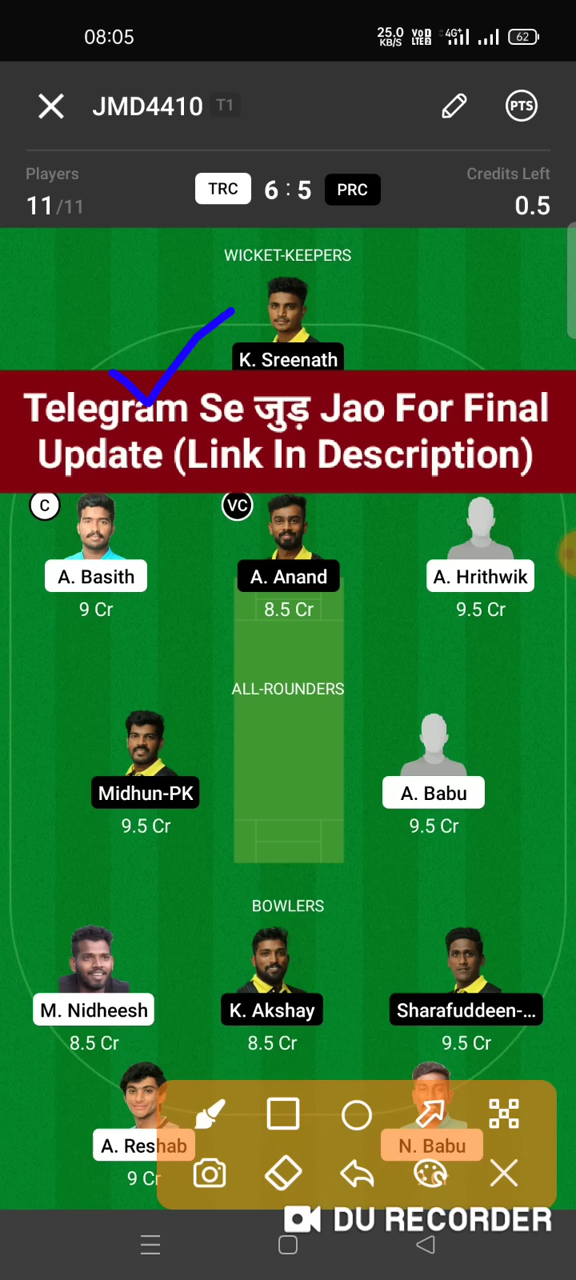 08:05
25.0 KB/S VoD LTE2 4G+ 62
JMD4410 T1
PTS
Players
Credits Left
11/11
TRC 6 : 5 PRC
0.5
WICKET-KEEPERS
K. Sreenath
Telegram Se जुड़ Jao For Final
Update (Link In Description)
C
VC
A. Basith
A. Anand
A. Hrithwik
9 Cr
8.5 Cr
9.5 Cr
ALL-ROUNDERS
Midhun-PK
A. Babu
9.5 Cr
9.5 Cr
BOWLERS
M. Nidheesh
K. Akshay
Sharafuddeen-...
8.5 Cr
8.5 Cr
9.5 Cr
A. Reshab
N. Babu
9 Cr
DU RECORDER